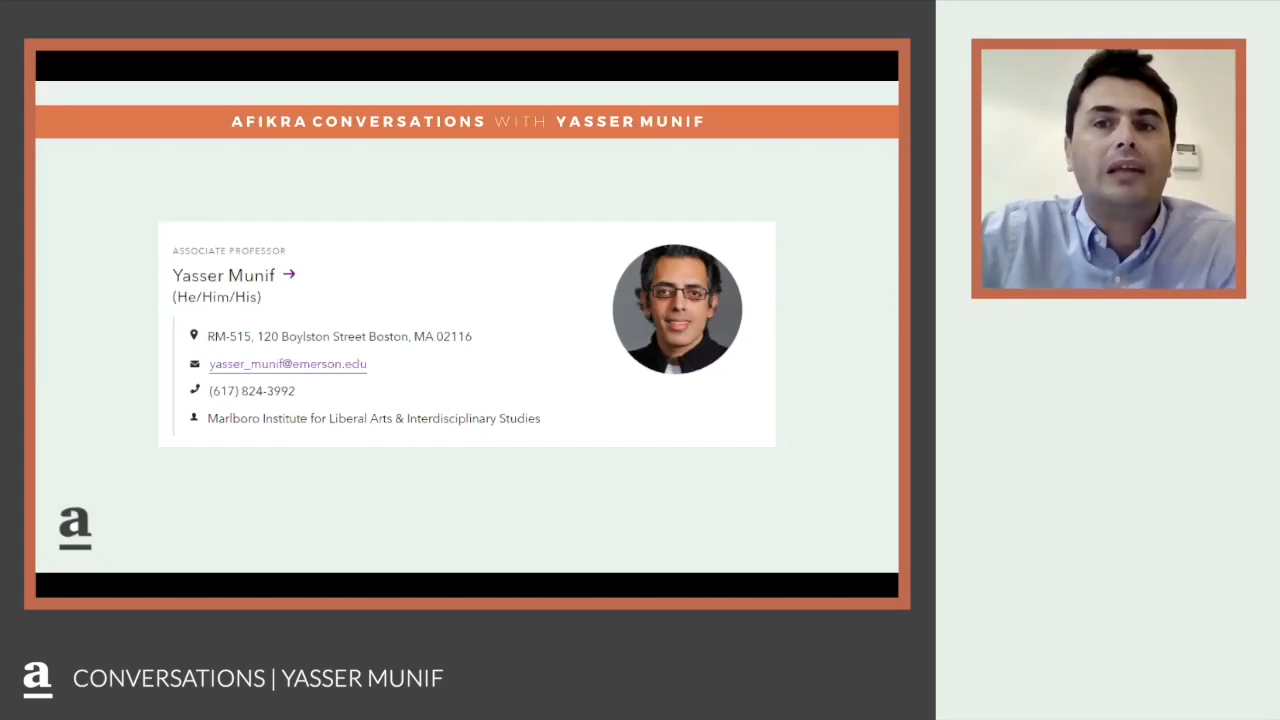 AFIKRA CONVERSATIONS WITH YASSER MUNIF
ASSOCIATE PROFESSOR
Yasser Munif →
(He/Him/His)
RM-515, 120 Boylston Street Boston, MA 02116
yasser_munif@emerson.edu
(617) 824-3992
Marlboro Institute for Liberal Arts & Interdisciplinary Studies
a
a CONVERSATIONS | YASSER MUNIF